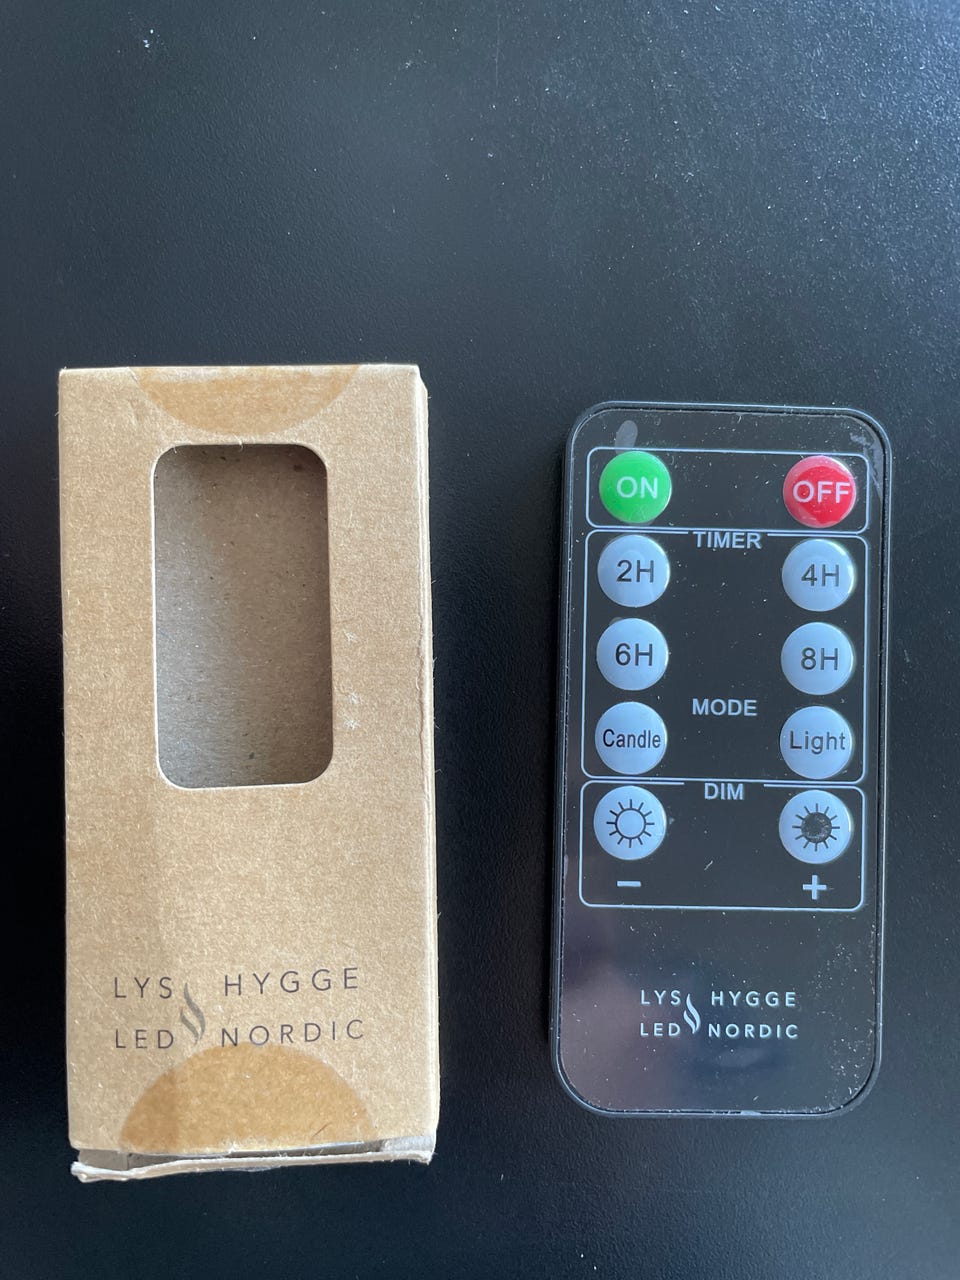 LYS HYGGE
LED NORDIC
ON OFF
TIMER
2H 4H
6H 8H
MODE
Candle Light
DIM
− +
LYS HYGGE
LED NORDIC